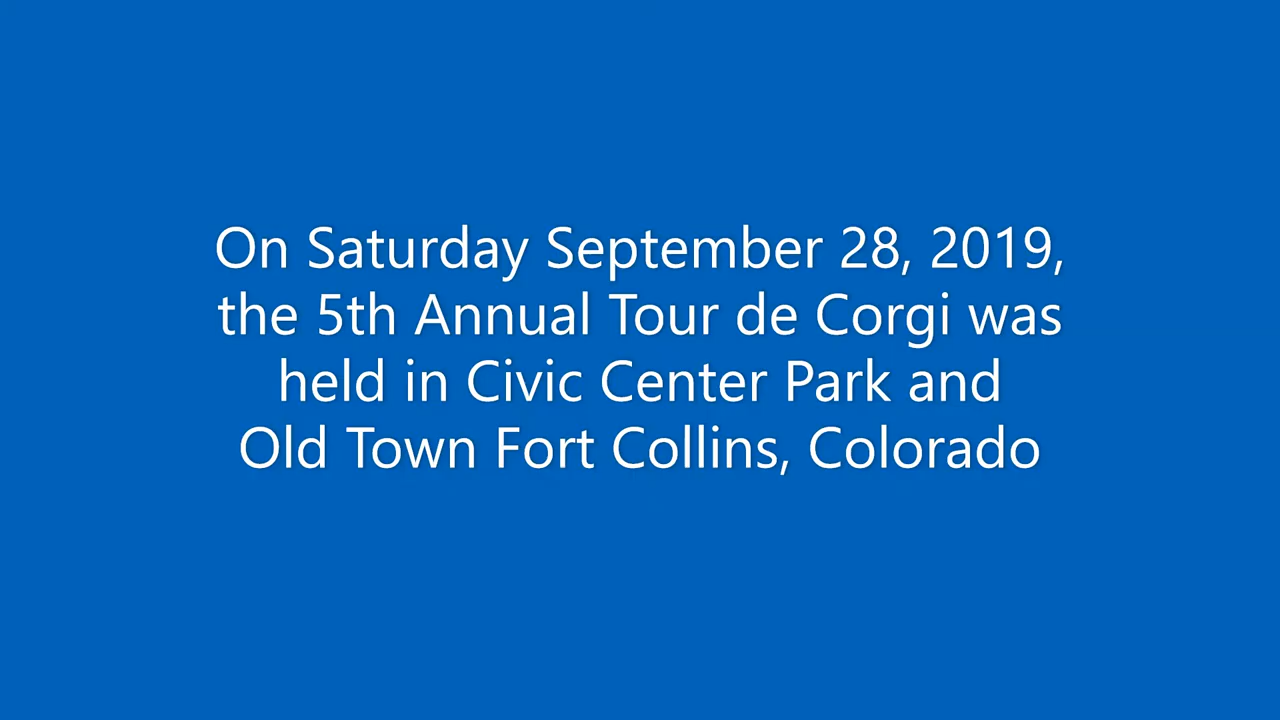 On Saturday September 28, 2019,
the 5th Annual Tour de Corgi was
held in Civic Center Park and
Old Town Fort Collins, Colorado